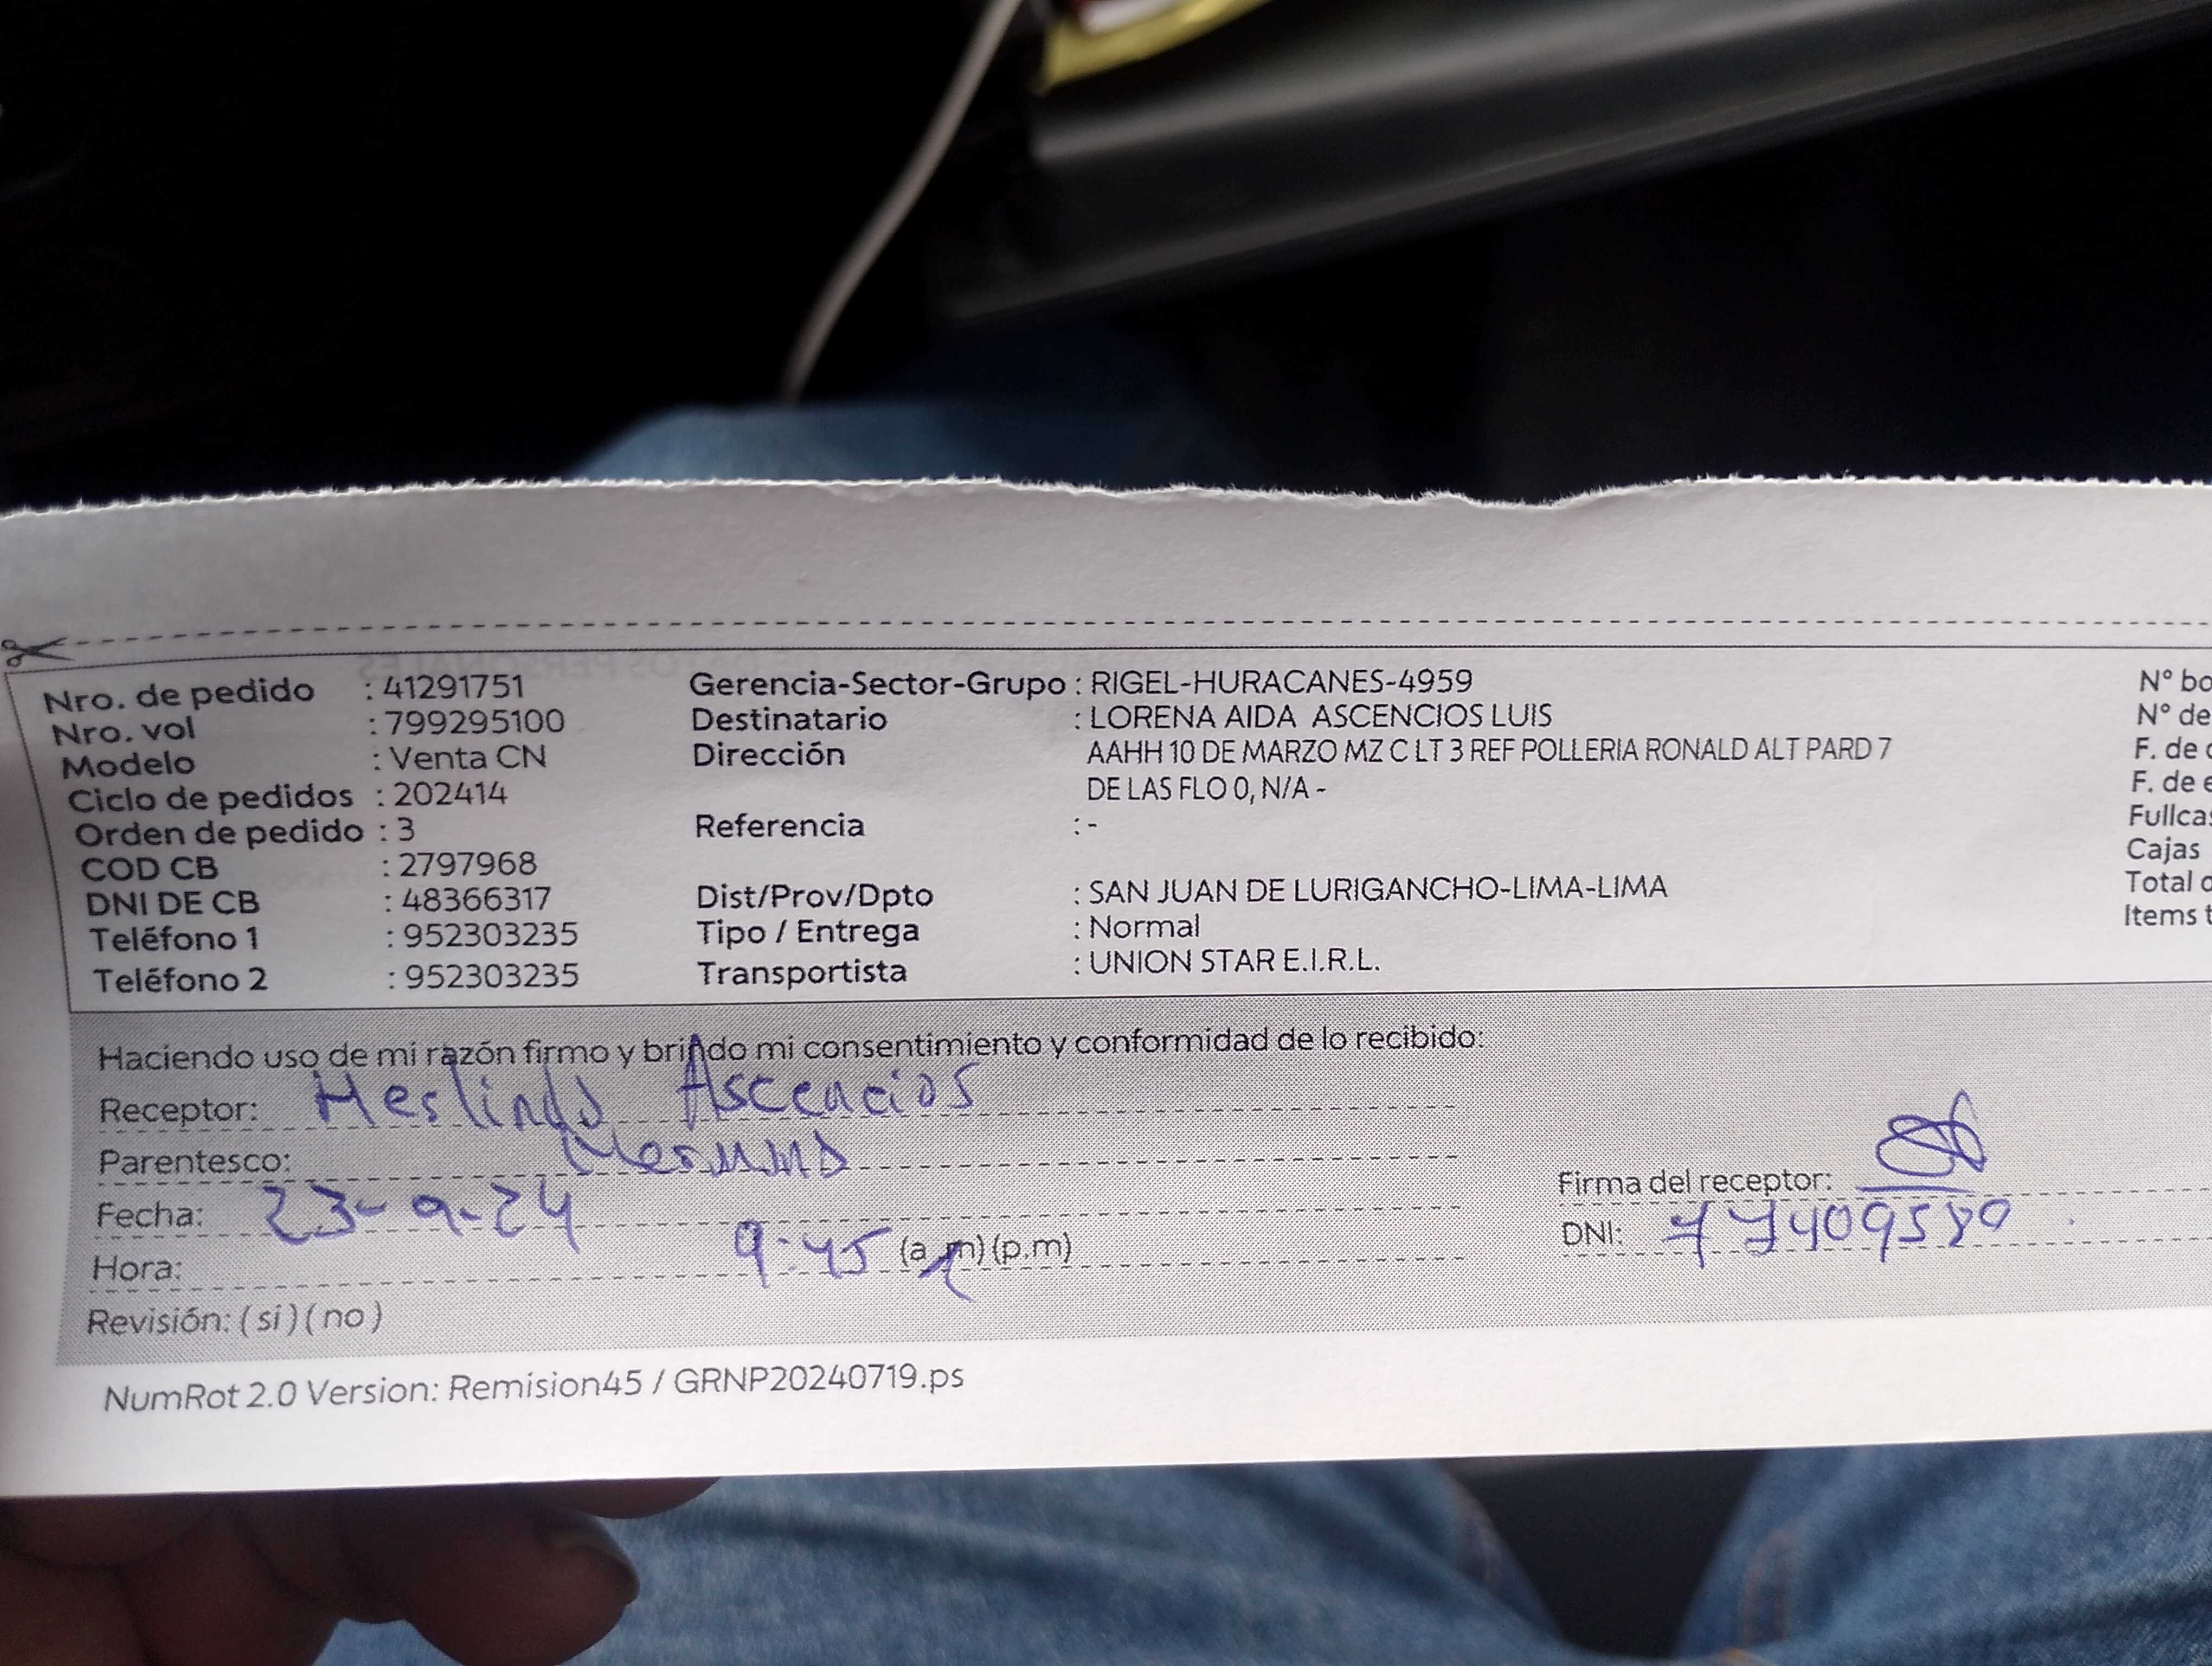 Nro. de pedido : 41291751
Nro. vol : 799295100
Modelo : Venta CN
Ciclo de pedidos : 202414
Orden de pedido : 3
COD CB : 2797968
DNI DE CB : 48366317
Teléfono 1 : 952303235
Teléfono 2 : 952303235
Gerencia-Sector-Grupo : RIGEL-HURACANES-4959
Destinatario : LORENA AIDA ASCENCIOS LUIS
Dirección AAHH 10 DE MARZO MZ C LT 3 REF POLLERIA RONALD ALT PARD 7
DE LAS FLO 0, N/A -
Referencia : -
Dist/Prov/Dpto : SAN JUAN DE LURIGANCHO-LIMA-LIMA
Tipo / Entrega : Normal
Transportista : UNION STAR E.I.R.L.
N° bo
N° de
F. de
F. de e
Fullcas
Cajas
Total
Items t
Haciendo uso de mi razón firmo y brindo mi consentimiento y conformidad de lo recibido:
Receptor: Ascencios
Parentesco:
Fecha: 23-9-24
Hora: 9:45 (a.m) (p.m)
Revisión: (si) (no)
Firma del receptor:
DNI: 77409580
NumRot 2.0 Version: Remision45 / GRNP20240719.ps